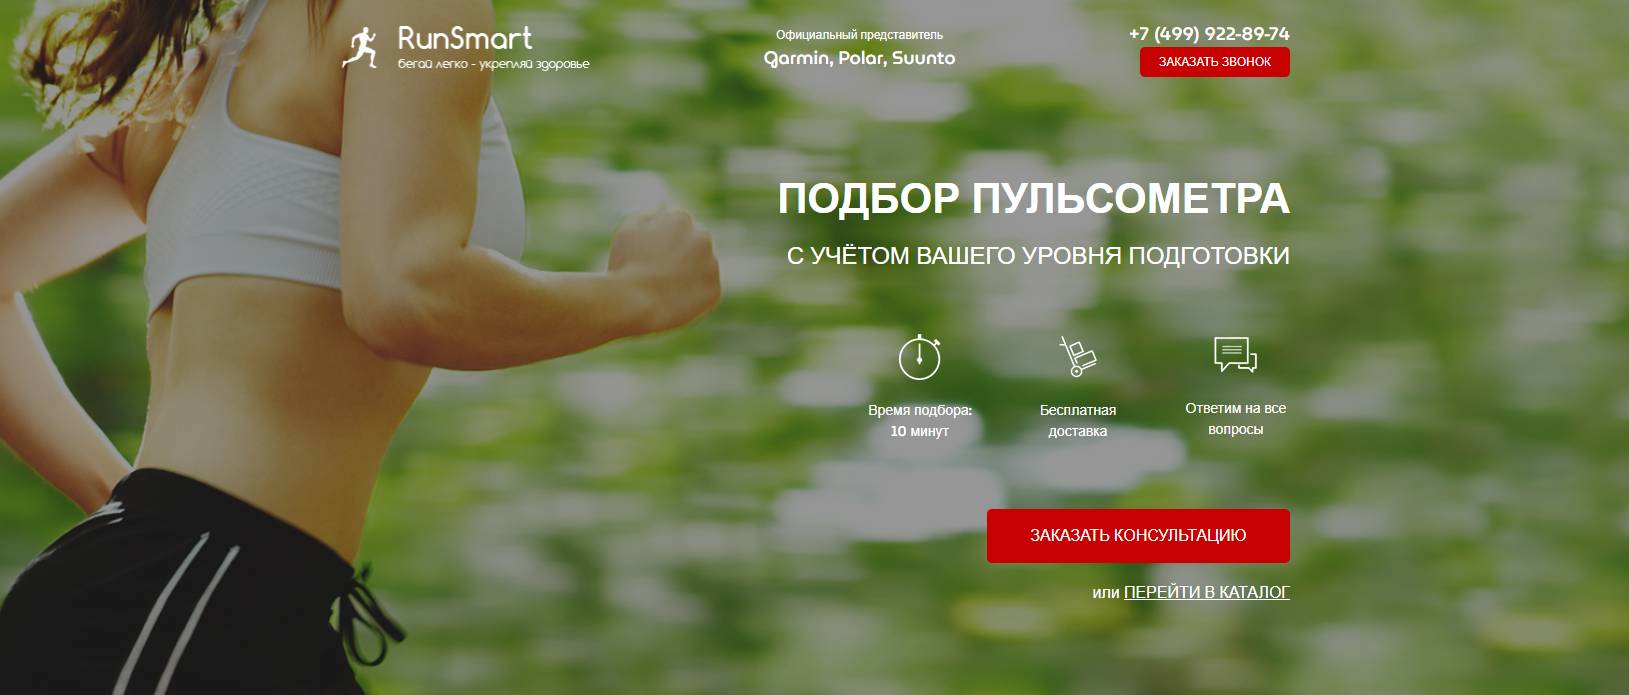 RunSmart
бегай легко - укрепляй здоровье
Официальный представитель
Garmin, Polar, Suunto
+7 (499) 922-89-74
ЗАКАЗАТЬ ЗВОНОК
ПОДБОР ПУЛЬСОМЕТРА
С УЧЁТОМ ВАШЕГО УРОВНЯ ПОДГОТОВКИ
Время подбора:
10 минут
Бесплатная
доставка
Ответим на все
вопросы
ЗАКАЗАТЬ КОНСУЛЬТАЦИЮ
или ПЕРЕЙТИ В КАТАЛОГ